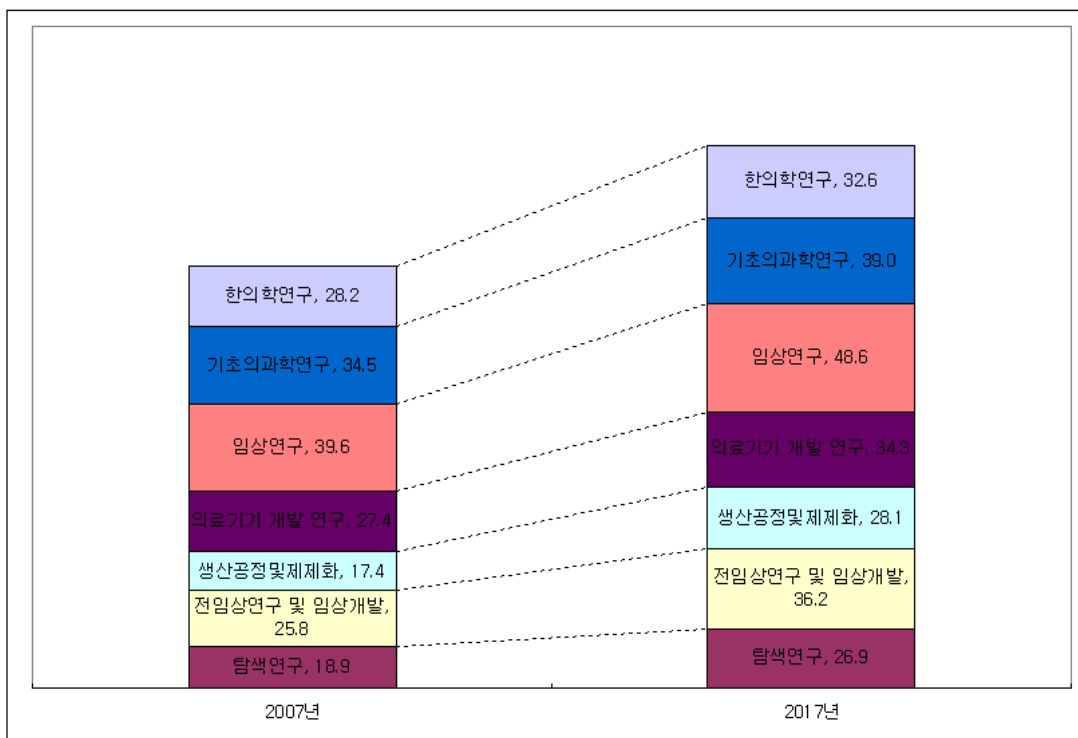 한의학연구, 28.2
기초의과학연구, 34.5
임상연구, 39.6
의료기기 개발 연구, 27.4
생산공정및제제화, 17.4
전임상연구 및 임상개발,
25.8
탐색연구, 18.9
2007년
한의학연구, 32.6
기초의과학연구, 39.0
임상연구, 48.6
의료기기 개발 연구, 34.3
생산공정및제제화, 28.1
전임상연구 및 임상개발,
36.2
탐색연구, 26.9
2017년